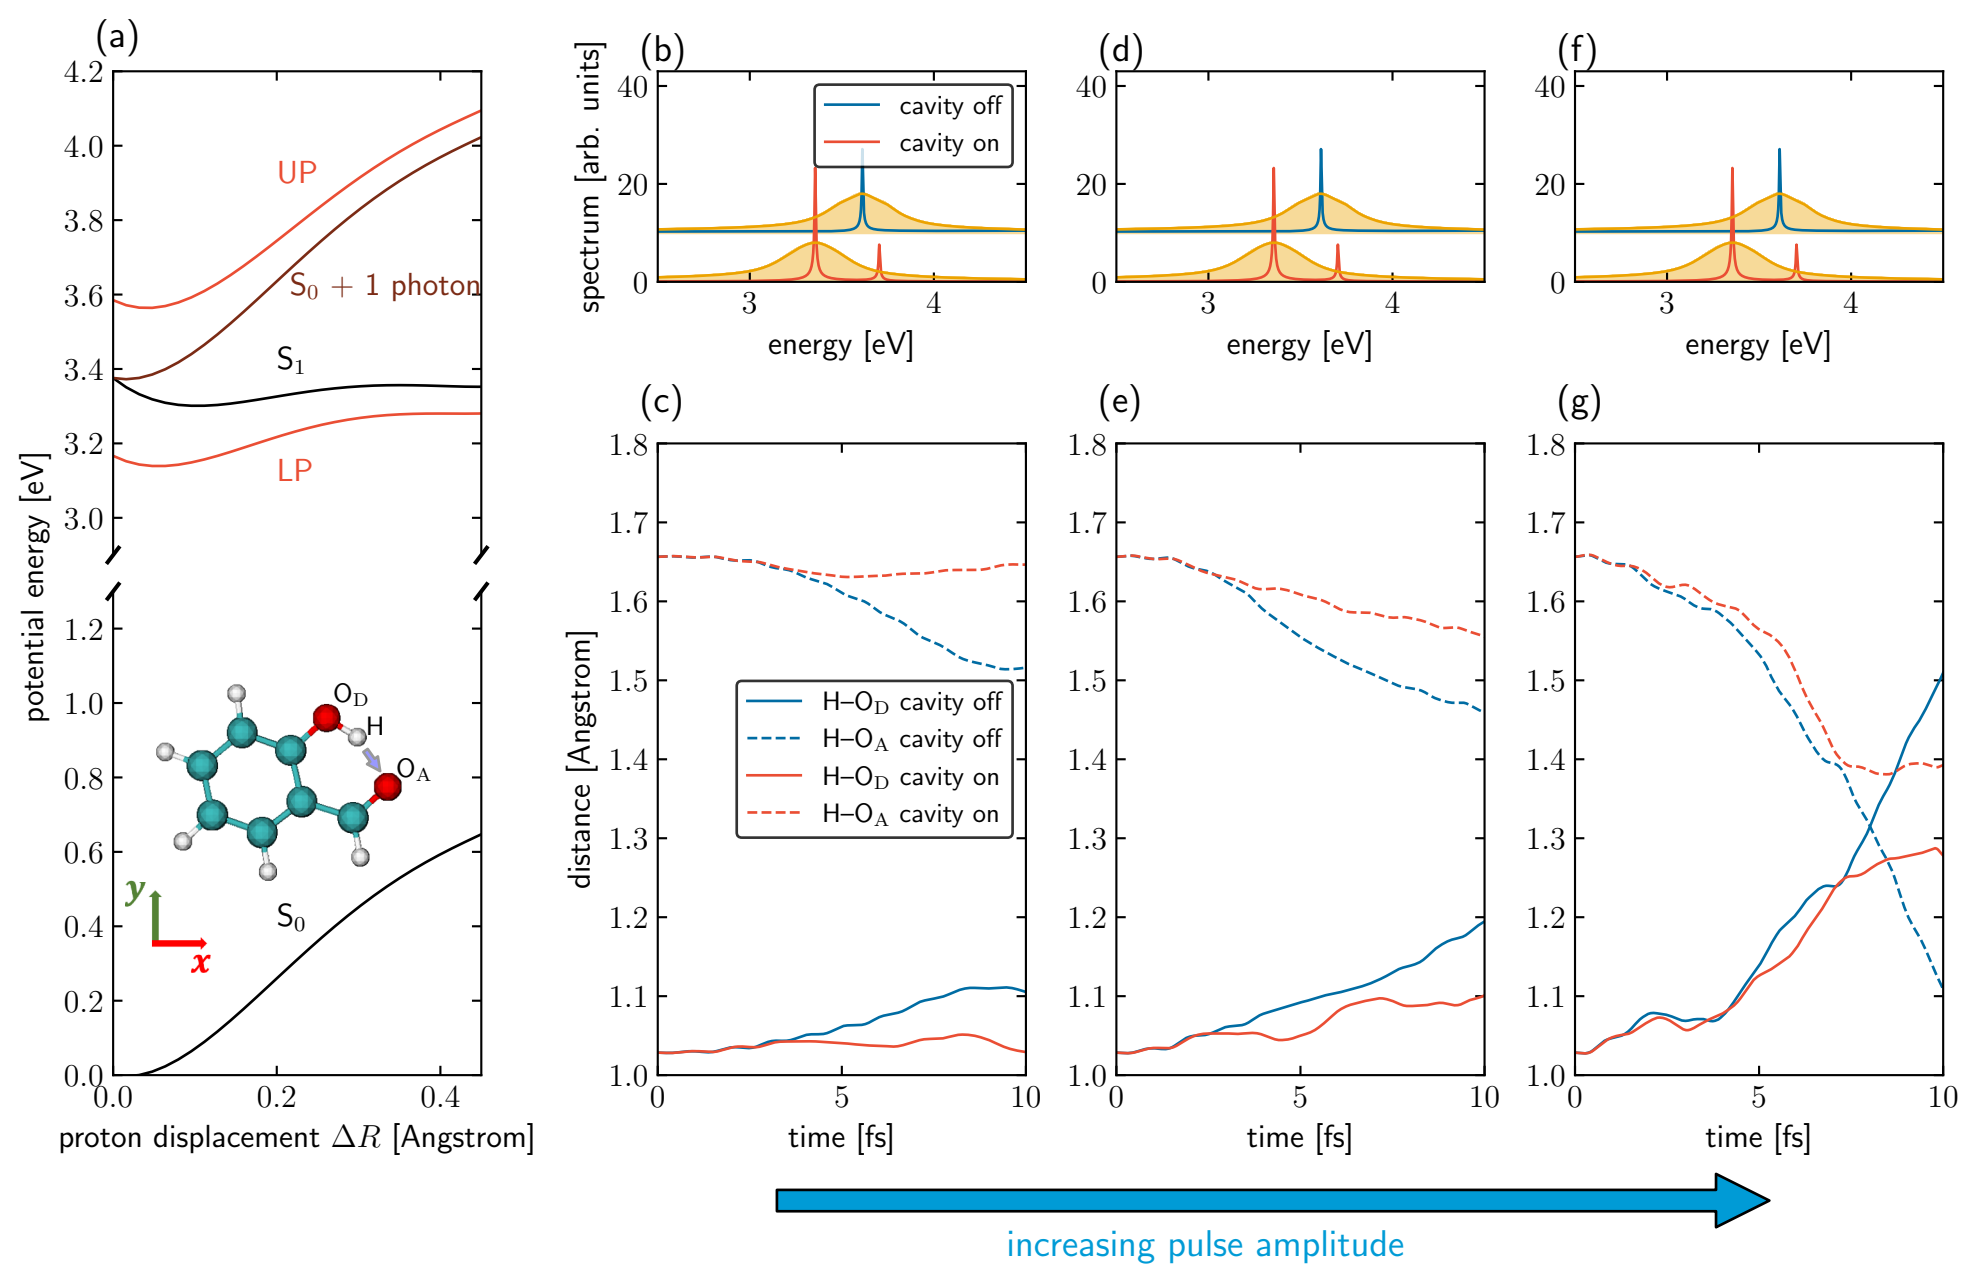 (a)
potential energy [eV]
4.2
4.0
3.8
3.6
3.4
3.2
3.0
1.2
1.0
0.8
0.6
0.4
0.2
0.0
UP
S₀ + 1 photon
S₁
LP
O_D
H
O_A
y
x
S₀
0.0 0.2 0.4
proton displacement ΔR [Angstrom]
(b)
spectrum [arb. units]
40
20
0
cavity off
cavity on
3 4
energy [eV]
(d)
40
20
0
3 4
energy [eV]
(f)
40
20
0
3 4
energy [eV]
(c)
distance [Angstrom]
1.8
1.7
1.6
1.5
1.4
1.3
1.2
1.1
1.0
H–O_D cavity off
H–O_A cavity off
H–O_D cavity on
H–O_A cavity on
0 5 10
time [fs]
(e)
1.8
1.7
1.6
1.5
1.4
1.3
1.2
1.1
1.0
0 5 10
time [fs]
(g)
1.8
1.7
1.6
1.5
1.4
1.3
1.2
1.1
1.0
0 5 10
time [fs]
increasing pulse amplitude